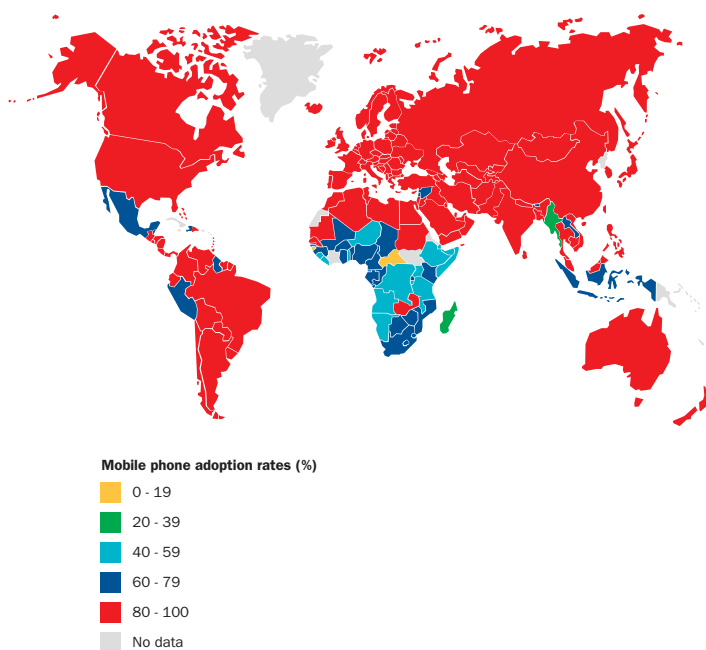 Mobile phone adoption rates (%)
0 - 19
20 - 39
40 - 59
60 - 79
80 - 100
No data